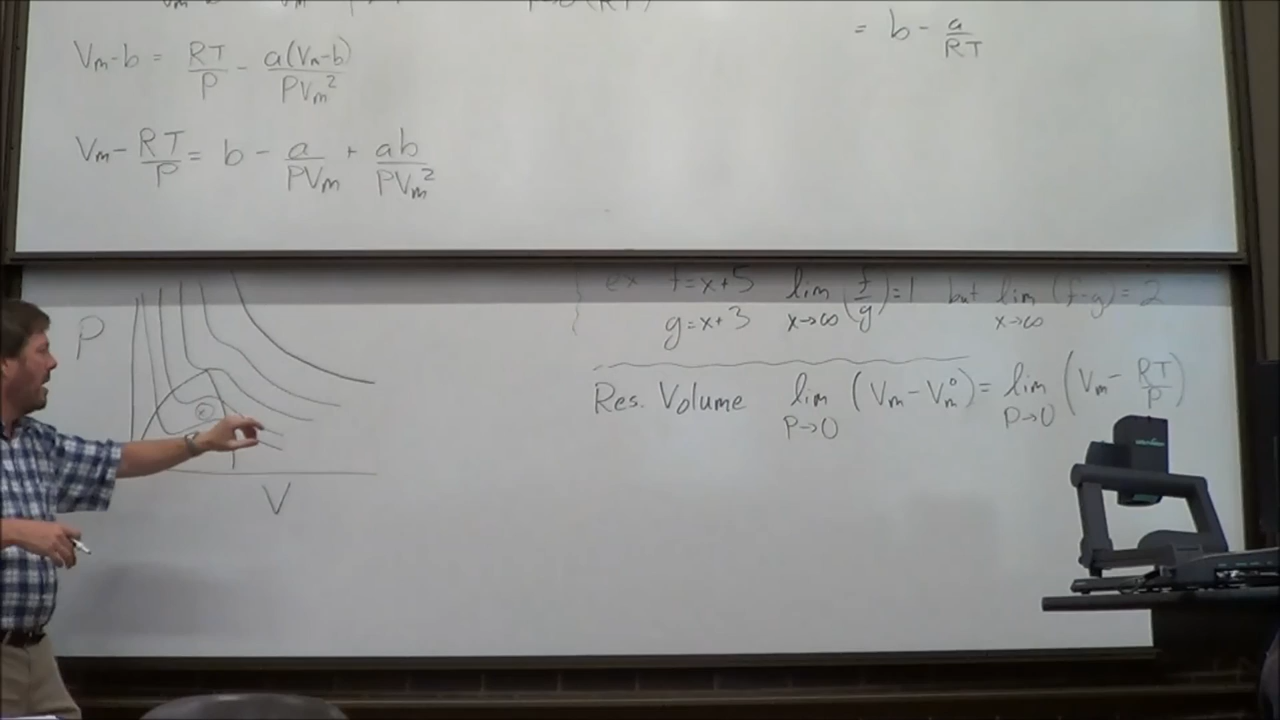 = b - a/RT
Vm-b = RT/P - a(Vm-b)/PVm²
Vm - RT/P = b - a/PVm + ab/PVm²
ex f=x+5 lim x→∞ (f/g)=1 but lim x→∞ (f-g)=2
g=x+3
P
Res. Volume lim P→0 (Vm - Vm°) = lim P→0 (Vm - RT/P)
V